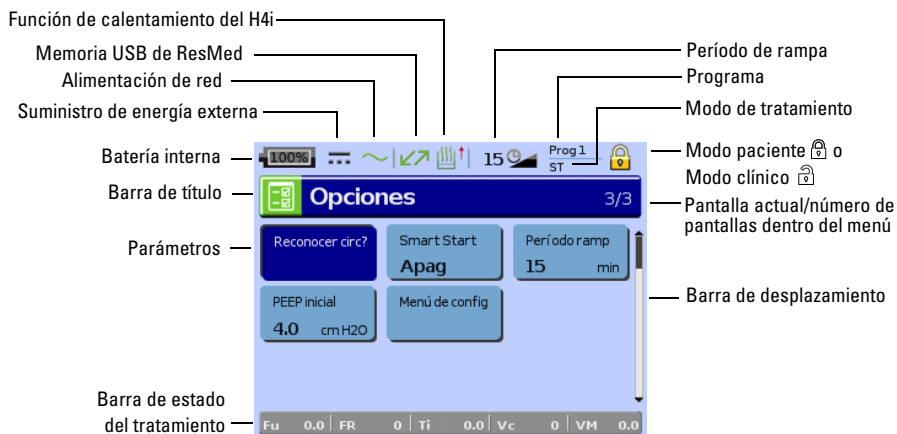 Función de calentamiento del H4i
Memoria USB de ResMed
Alimentación de red
Suministro de energía externa
Batería interna
Barra de título
Parámetros
Barra de estado
del tratamiento
Período de rampa
Programa
Modo de tratamiento
Modo paciente o
Modo clínico
Pantalla actual/número de
pantallas dentro del menú
Barra de desplazamiento
100% 15 Prog 1
ST
Opciones 3/3
Reconocer circ?
Smart Start
Apag
Período ramp
15 min
PEEP inicial
4.0 cm H2O
Menú de config
Fu 0.0 FR 0 Ti 0.0 Vc 0 VM 0.0